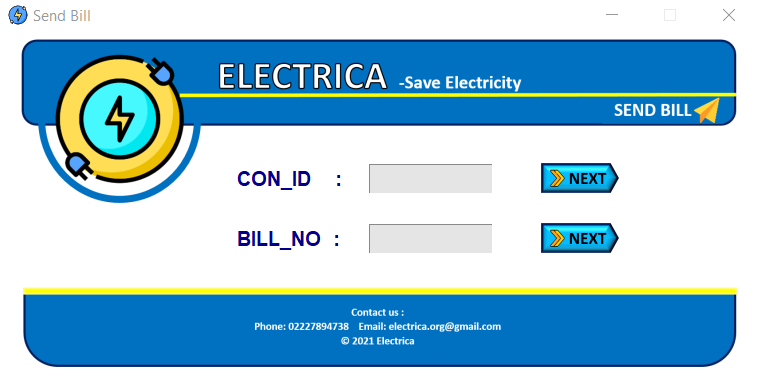 Send Bill
ELECTRICA -Save Electricity
SEND BILL
CON_ID : NEXT
BILL_NO : NEXT
Contact us :
Phone: 02227894738 Email: electrica.org@gmail.com
© 2021 Electrica